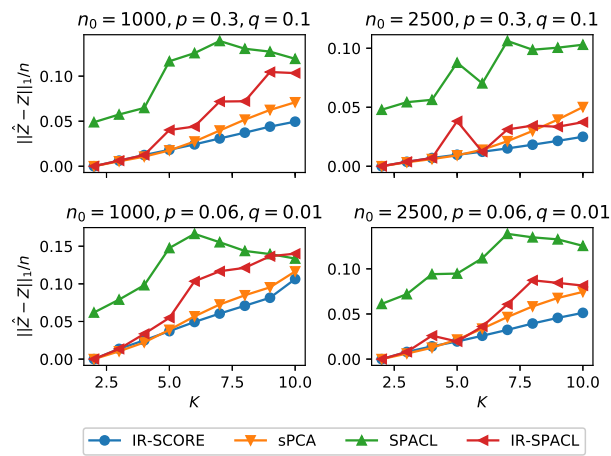 n₀ = 1000, p = 0.3, q = 0.1
n₀ = 2500, p = 0.3, q = 0.1
||Ẑ − Z||₁/n
0.10
0.05
0.00
0.10
0.05
0.00
n₀ = 1000, p = 0.06, q = 0.01
n₀ = 2500, p = 0.06, q = 0.01
||Ẑ − Z||₁/n
0.15
0.10
0.05
0.00
0.10
0.05
0.00
2.5 5.0 7.5 10.0
2.5 5.0 7.5 10.0
K
K
IR-SCORE sPCA SPACL IR-SPACL